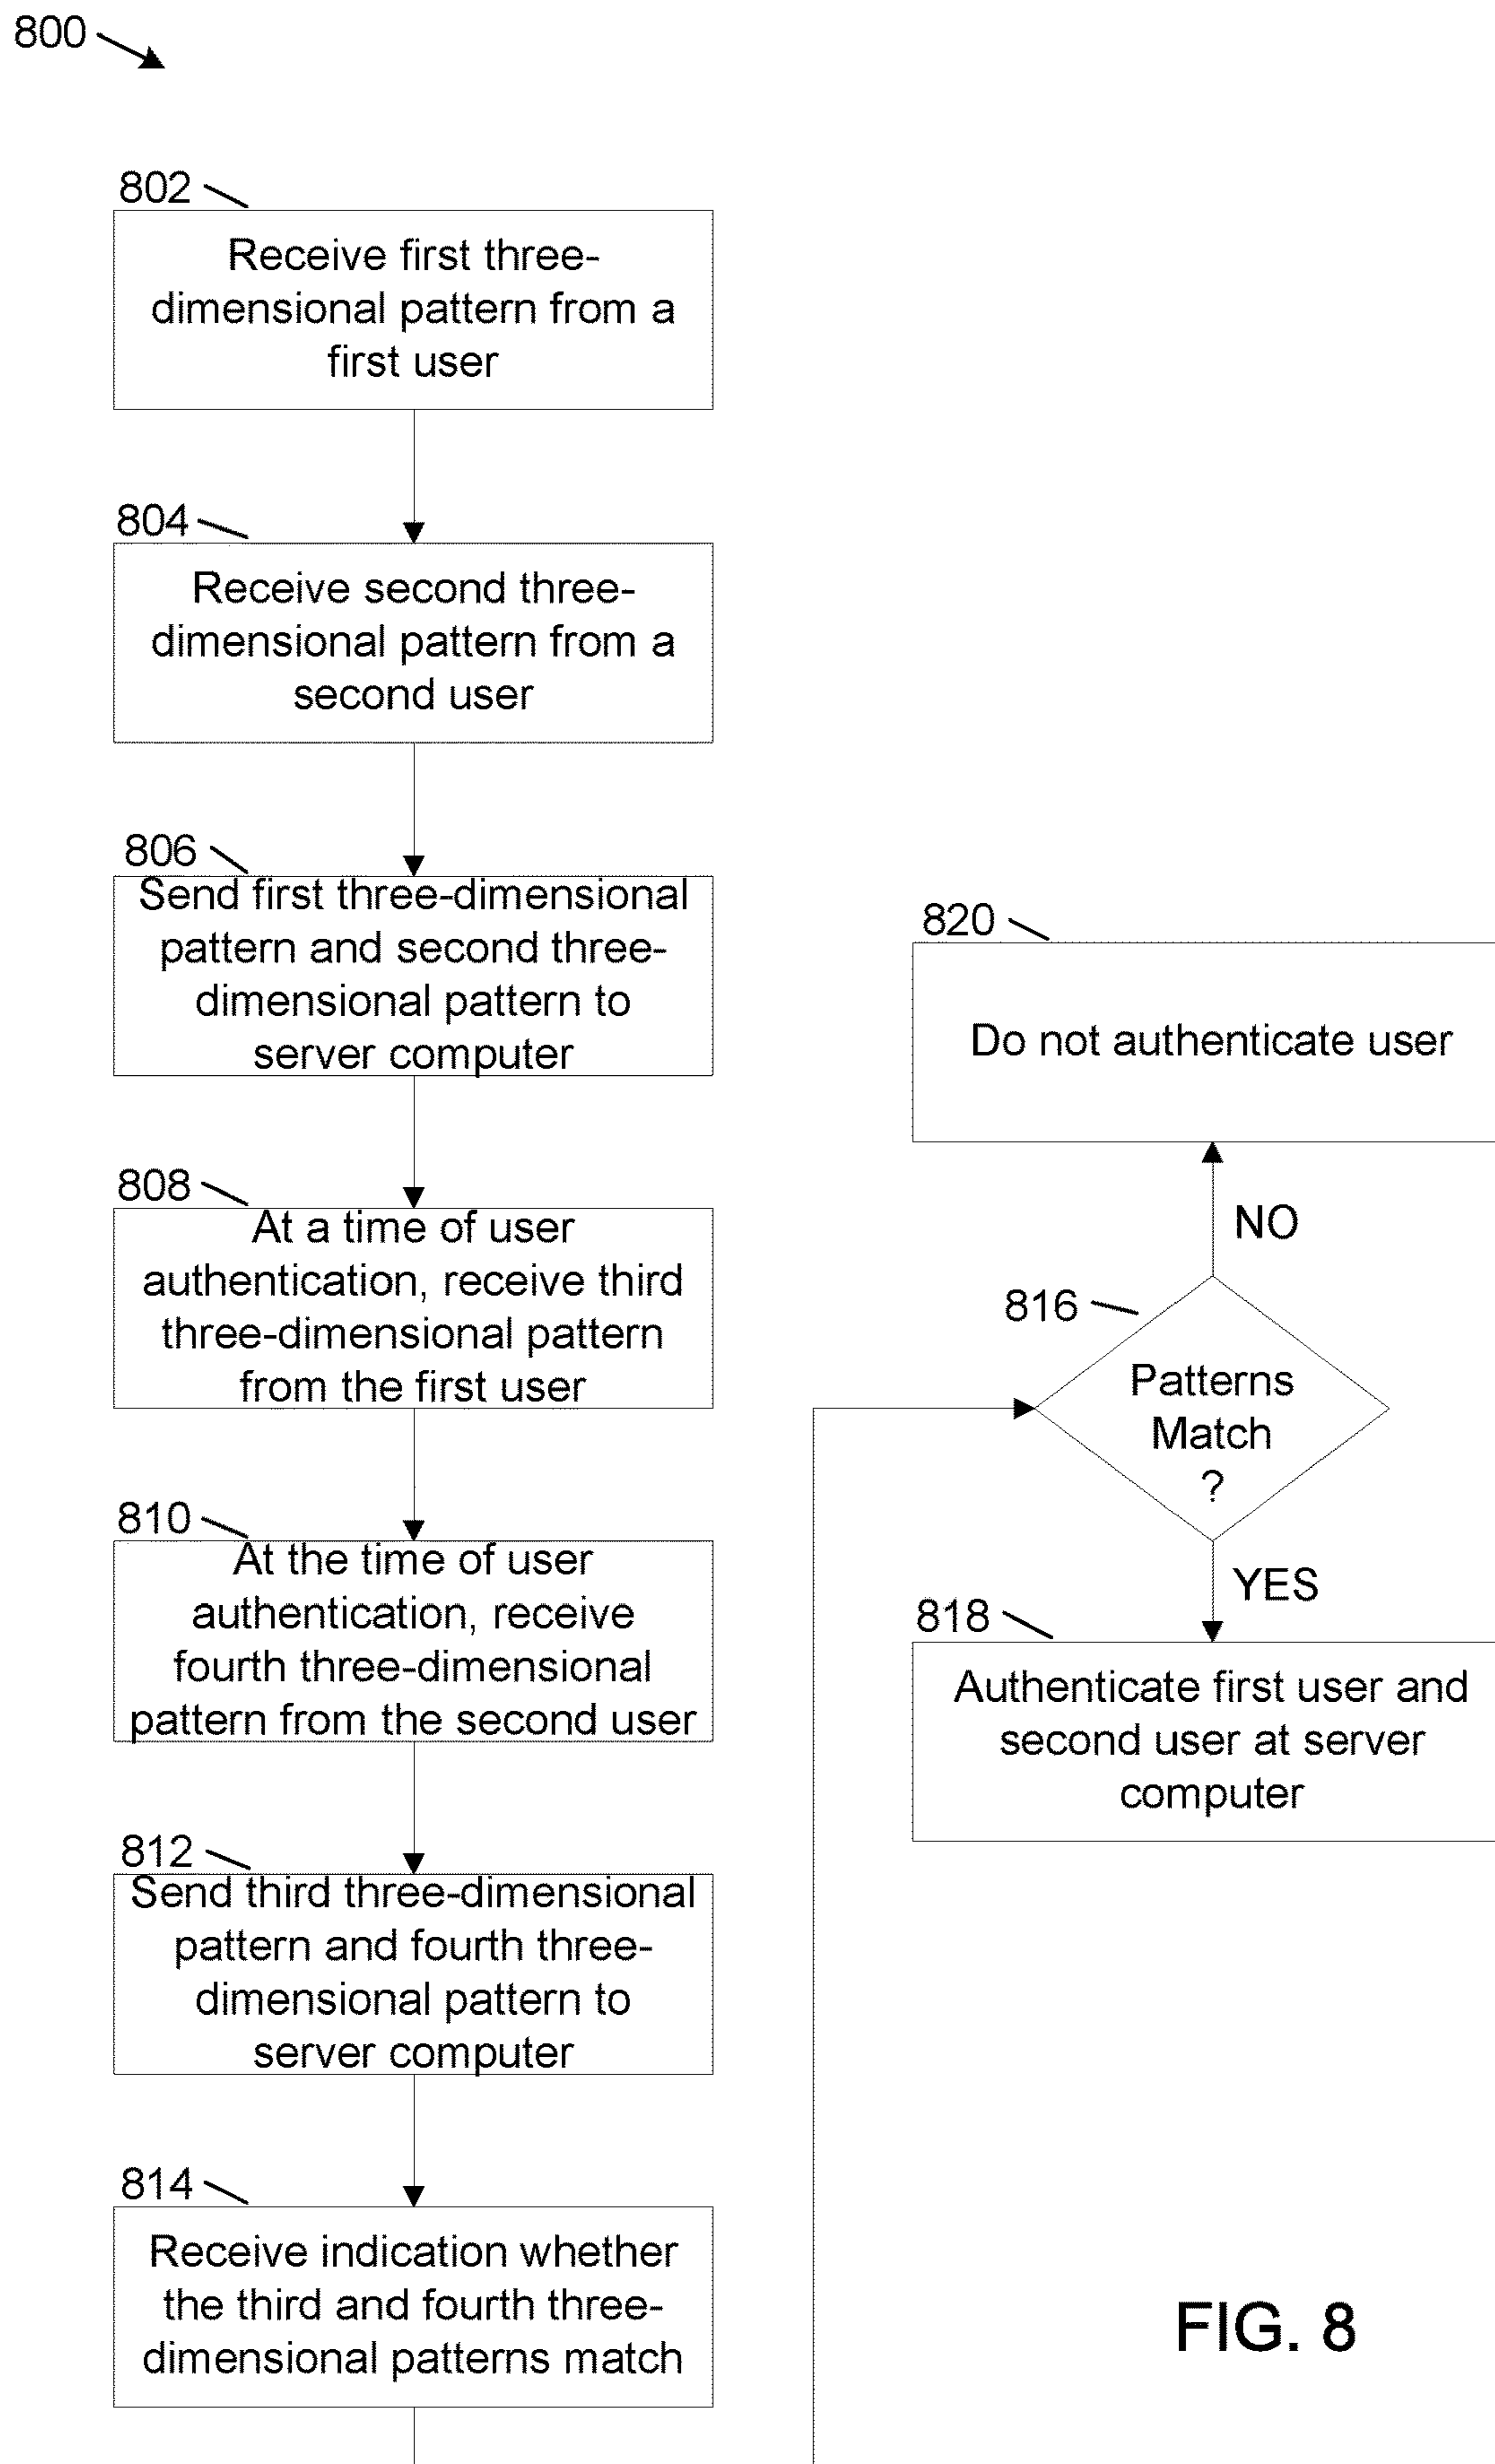 800
802
Receive first three-
dimensional pattern from a
first user
804
Receive second three-
dimensional pattern from a
second user
806
Send first three-dimensional
pattern and second three-
dimensional pattern to
server computer
808
At a time of user
authentication, receive third
three-dimensional pattern
from the first user
810
At the time of user
authentication, receive
fourth three-dimensional
pattern from the second user
812
Send third three-dimensional
pattern and fourth three-
dimensional pattern to
server computer
814
Receive indication whether
the third and fourth three-
dimensional patterns match
820
Do not authenticate user
NO
816
Patterns
Match
?
YES
818
Authenticate first user and
second user at server
computer
FIG. 8